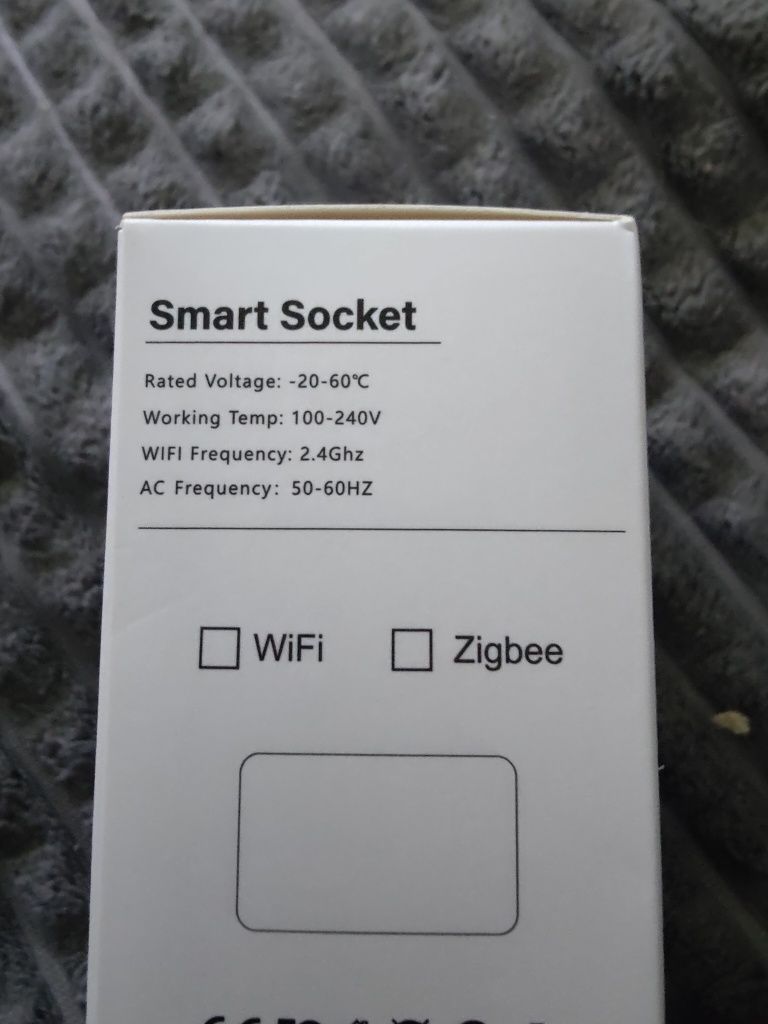 Smart Socket
Rated Voltage: -20-60℃
Working Temp: 100-240V
WIFI Frequency: 2.4Ghz
AC Frequency: 50-60HZ
WiFi Zigbee